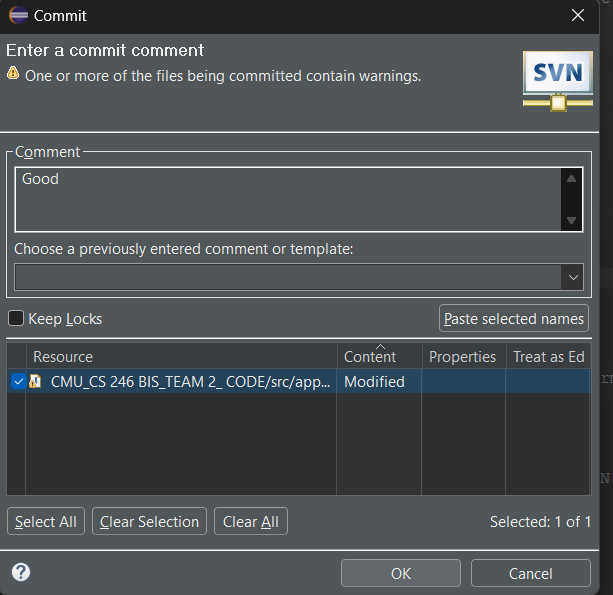 Commit
Enter a commit comment
One or more of the files being committed contain warnings.
SVN
Comment
Good
Choose a previously entered comment or template:
Keep Locks
Paste selected names
Resource Content Properties Treat as Ed
CMU_CS 246 BIS_TEAM 2_ CODE/src/app... Modified
Select All Clear Selection Clear All Selected: 1 of 1
? OK Cancel